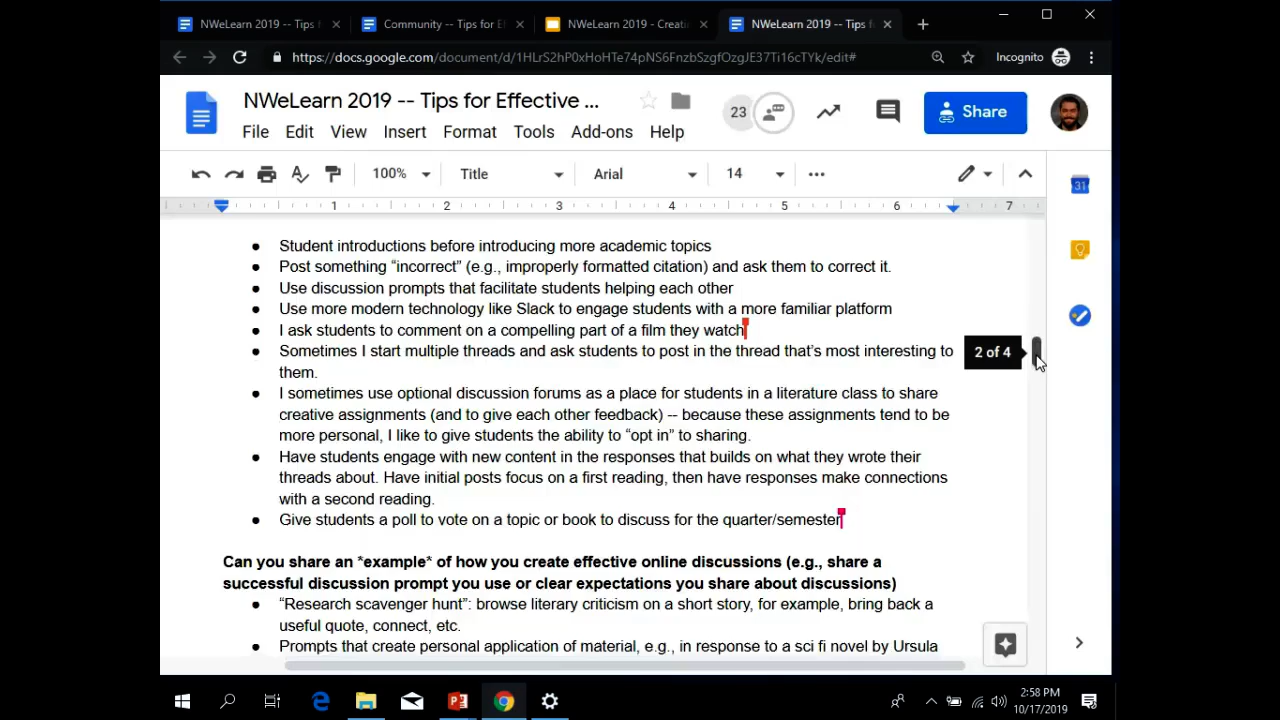 NWeLearn 2019 -- Tips f
Community -- Tips for E
NWeLearn 2019 - Creati
NWeLearn 2019 -- Tips f
https://docs.google.com/document/d/1HLrS2hP0xHoHTe74pNS6FnzbSzgfOzgJE37Ti16cTYk/edit#
Incognito
NWeLearn 2019 -- Tips for Effective ...
23
Share
File Edit View Insert Format Tools Add-ons Help
100% Title Arial 14
1 2 3 4 5 6 7
31
● Student introductions before introducing more academic topics
● Post something “incorrect” (e.g., improperly formatted citation) and ask them to correct it.
● Use discussion prompts that facilitate students helping each other
● Use more modern technology like Slack to engage students with a more familiar platform
● I ask students to comment on a compelling part of a film they watch
● Sometimes I start multiple threads and ask students to post in the thread that’s most interesting to
them.
2 of 4
● I sometimes use optional discussion forums as a place for students in a literature class to share
creative assignments (and to give each other feedback) -- because these assignments tend to be
more personal, I like to give students the ability to “opt in” to sharing.
● Have students engage with new content in the responses that builds on what they wrote their
threads about. Have initial posts focus on a first reading, then have responses make connections
with a second reading.
● Give students a poll to vote on a topic or book to discuss for the quarter/semester
Can you share an *example* of how you create effective online discussions (e.g., share a
successful discussion prompt you use or clear expectations you share about discussions)
● “Research scavenger hunt”: browse literary criticism on a short story, for example, bring back a
useful quote, connect, etc.
● Prompts that create personal application of material, e.g., in response to a sci fi novel by Ursula
2:58 PM
10/17/2019